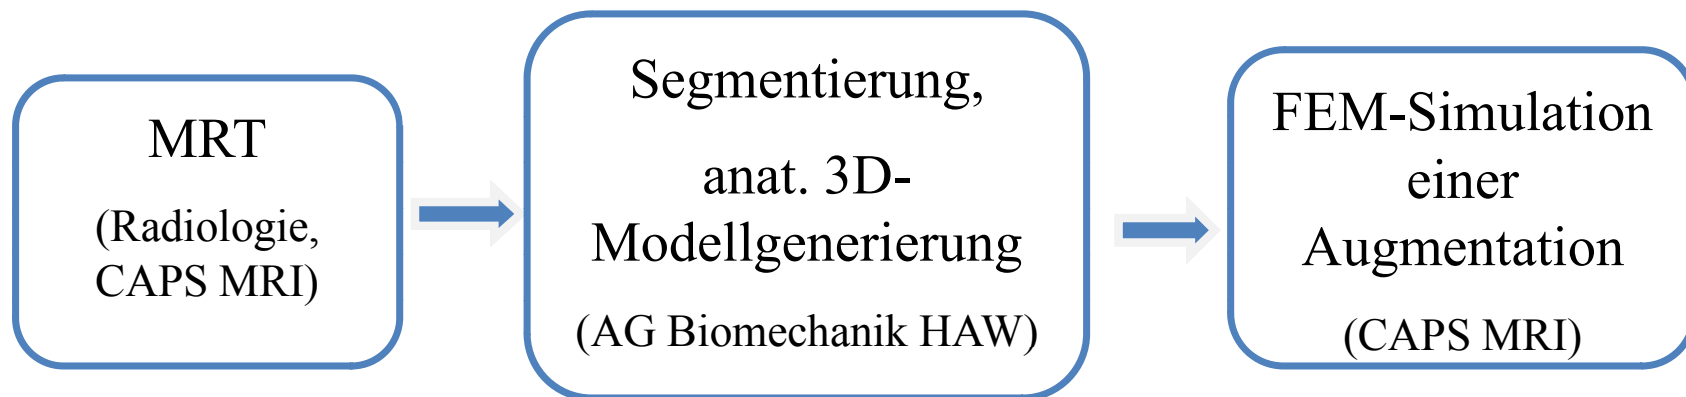 MRT
(Radiologie,
CAPS MRI)
Segmentierung,
anat. 3D-
Modellgenerierung
(AG Biomechanik HAW)
FEM-Simulation
einer
Augmentation
(CAPS MRI)